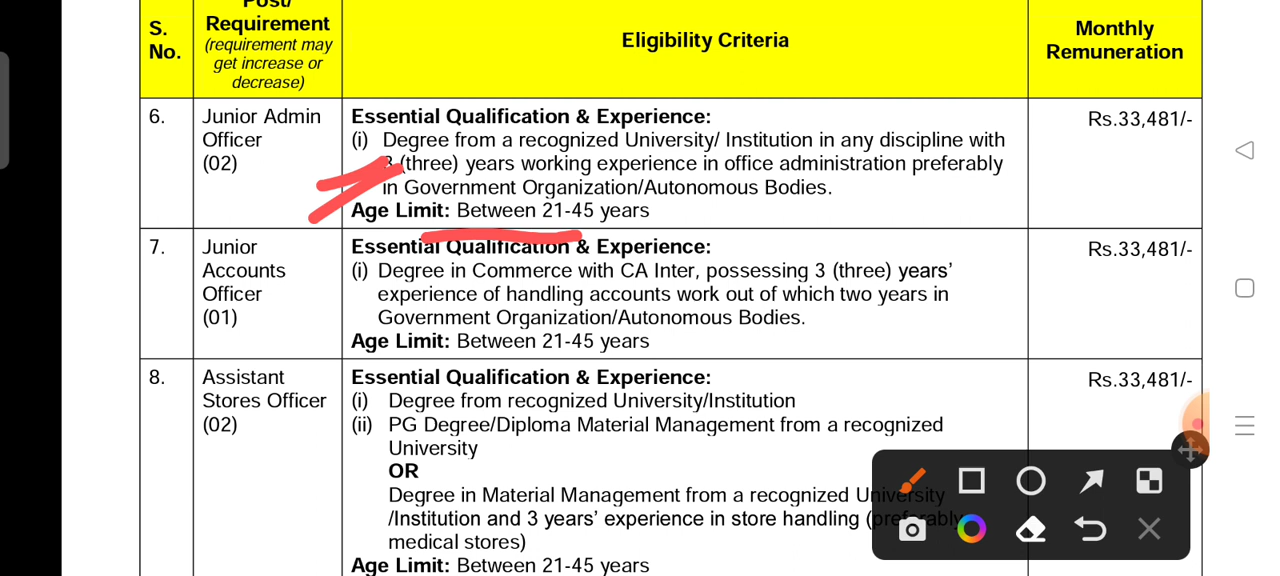 Post/
S.
No.
Requirement
(requirement may
get increase or
decrease)
Eligibility Criteria
Monthly
Remuneration
6.
Junior Admin
Officer
(02)
Essential Qualification & Experience:
(i) Degree from a recognized University/ Institution in any discipline with
3 (three) years working experience in office administration preferably
in Government Organization/Autonomous Bodies.
Age Limit: Between 21-45 years
Rs.33,481/-
7.
Junior
Accounts
Officer
(01)
Essential Qualification & Experience:
(i) Degree in Commerce with CA Inter, possessing 3 (three) years’
experience of handling accounts work out of which two years in
Government Organization/Autonomous Bodies.
Age Limit: Between 21-45 years
Rs.33,481/-
8.
Assistant
Stores Officer
(02)
Essential Qualification & Experience:
(i) Degree from recognized University/Institution
(ii) PG Degree/Diploma Material Management from a recognized
University
OR
Degree in Material Management from a recognized University
/Institution and 3 years’ experience in store handling (preferably
medical stores)
Age Limit: Between 21-45 years
Rs.33,481/-